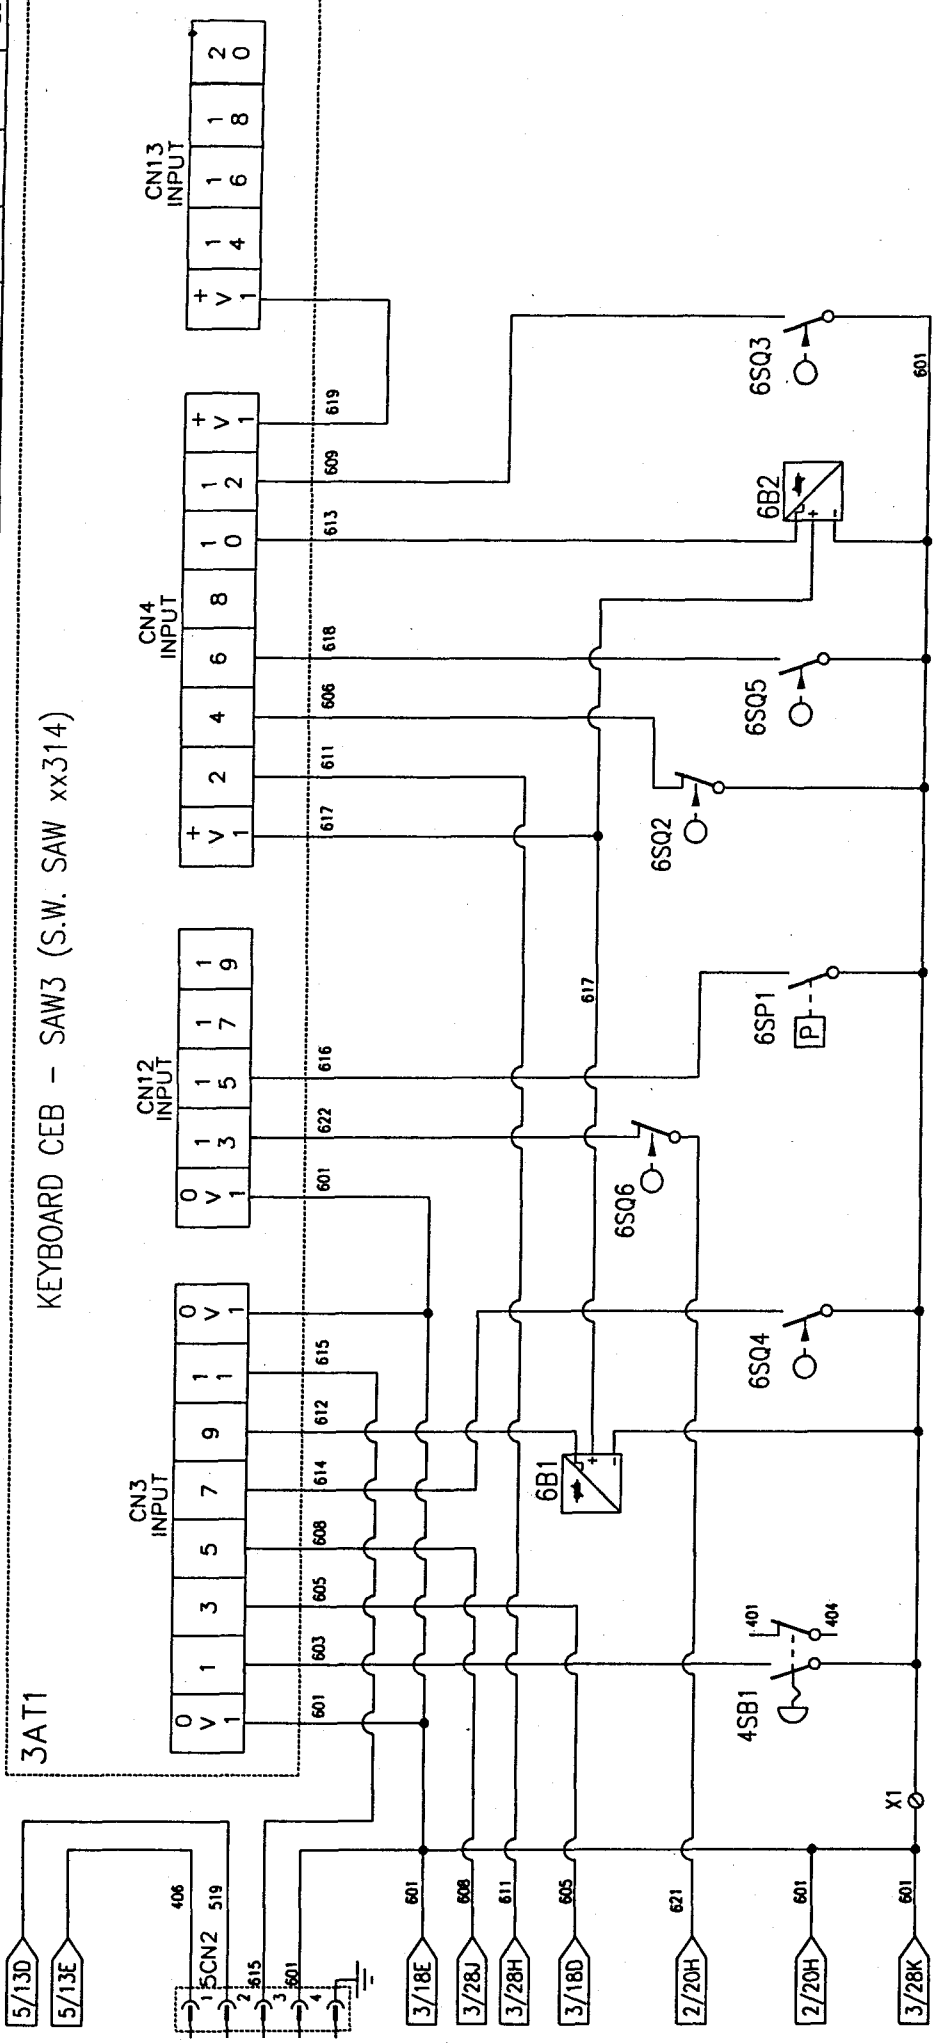 KEYBOARD CEB - SAW3 (S.W. SAW xx314)
3AT1
CN3
INPUT
0V1 1 3 5 7 9 11 0V1
CN12
INPUT
0V1 13 15 17 19
CN4
INPUT
+V1 2 4 6 8 10 12 +V1
CN13
INPUT
+V1 14 16 18 20
601 603 605 608 614 612 615
601 622 616
617 611 606 618 613 609 619
617
5/13D
5/13E
406
519
5CN2
615
601
1
2
3
4
3/18E 601
3/28J 608
3/28H 611
3/18D 605
2/20H 621
2/20H 601
3/28K 601
X1
4SB1
401
404
6B1
+
-
6SQ4
6SQ6
6SP1
P
6SQ2
6SQ5
6B2
+
-
6SQ3
601